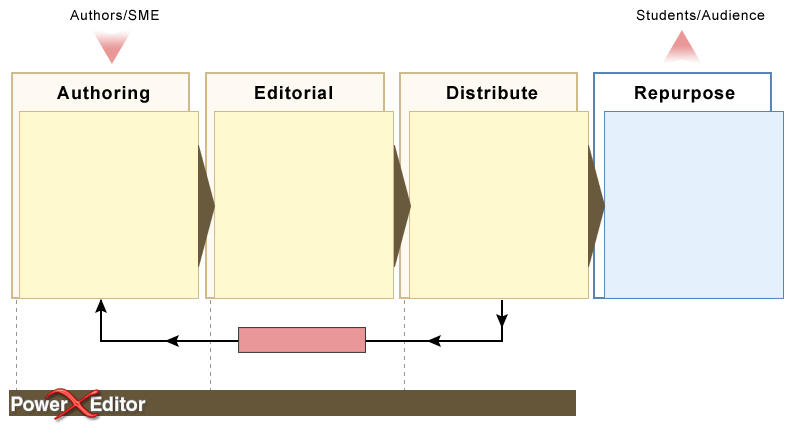 Authors/SME
Students/Audience
Authoring
Editorial
Distribute
Repurpose
PowerXEditor